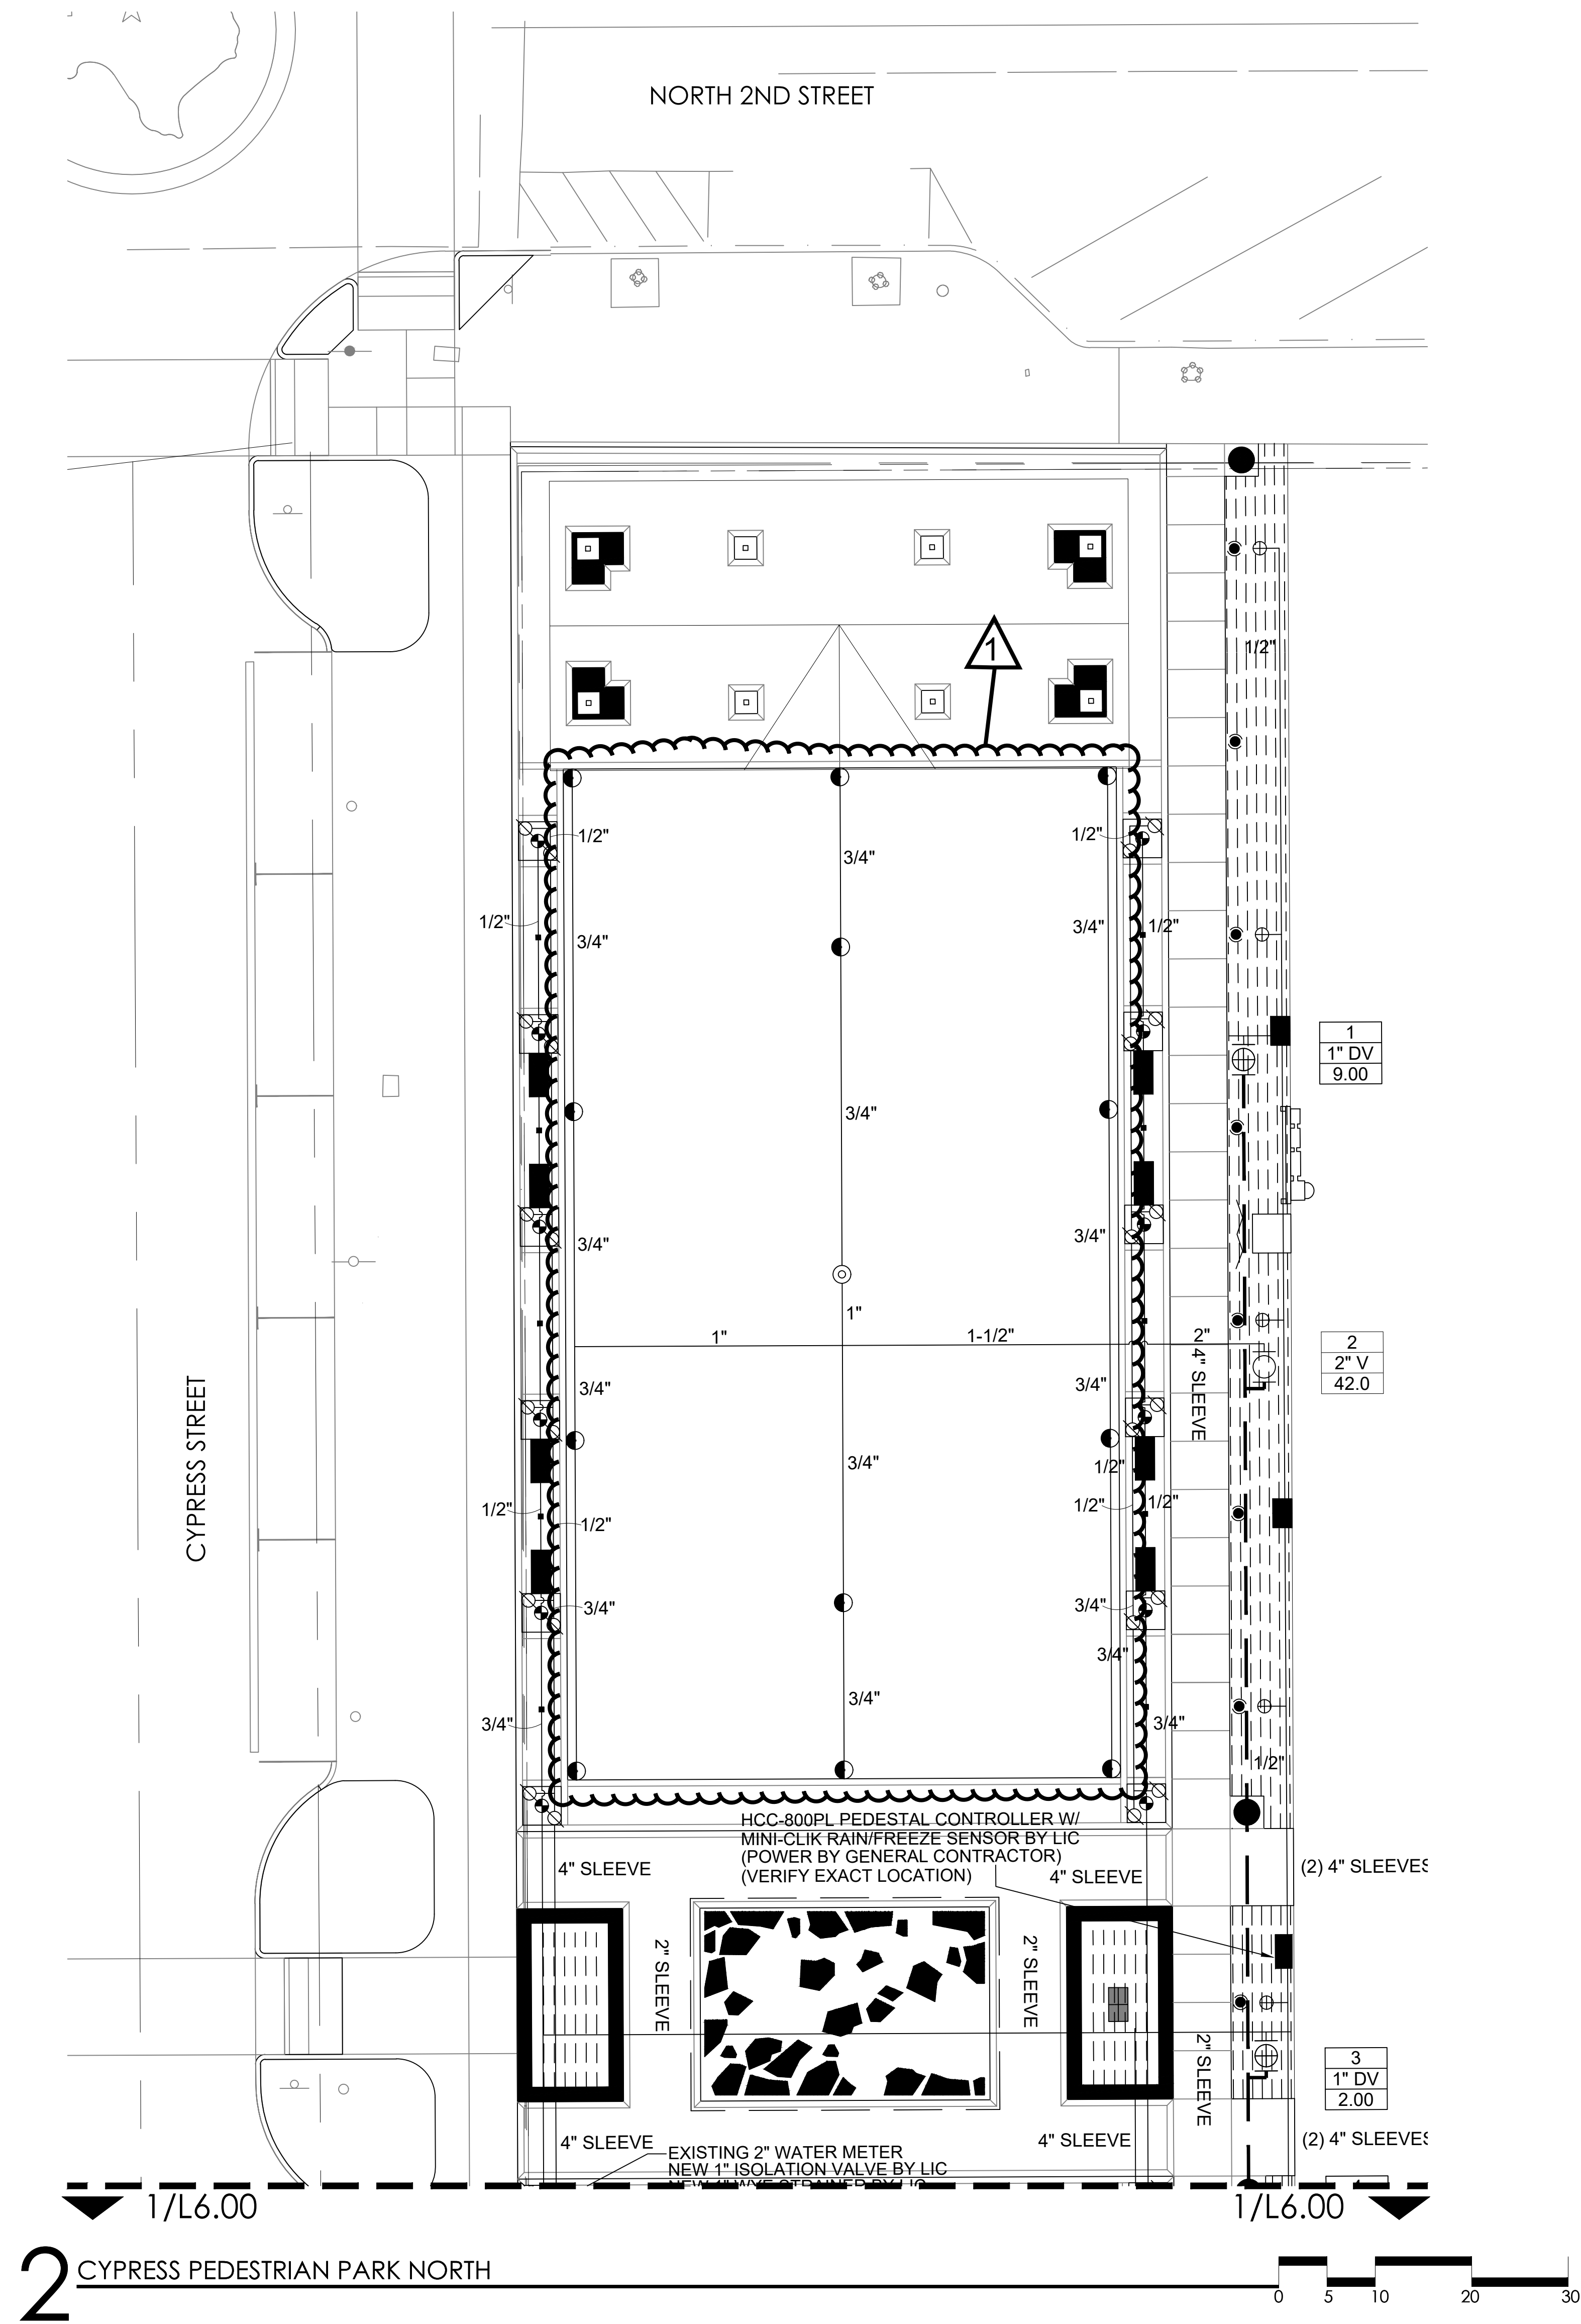 NORTH 2ND STREET
1
1/2"
1/2"
1/2"
3/4"
1/2"
3/4"
3/4"
3/4"
1/2"
1
1" DV
9.00
3/4"
3/4"
3/4"
1"
1"
1-1/2"
2"
4" SLEEVE
2
2" V
42.0
CYPRESS STREET
3/4"
3/4"
3/4"
1/2"
1/2"
1/2"
1/2"
1/2"
3/4"
3/4"
3/4"
3/4"
3/4"
3/4"
1/2"
HCC-800PL PEDESTAL CONTROLLER W/
MINI-CLIK RAIN/FREEZE SENSOR BY LIC
(POWER BY GENERAL CONTRACTOR)
(VERIFY EXACT LOCATION)
4" SLEEVE
4" SLEEVE
(2) 4" SLEEVES
2" SLEEVE
2" SLEEVE
2" SLEEVE
3
1" DV
2.00
4" SLEEVE
4" SLEEVE
(2) 4" SLEEVES
EXISTING 2" WATER METER
NEW 1" ISOLATION VALVE BY LIC
1/L6.00
1/L6.00
2
CYPRESS PEDESTRIAN PARK NORTH
0 5 10 20 30